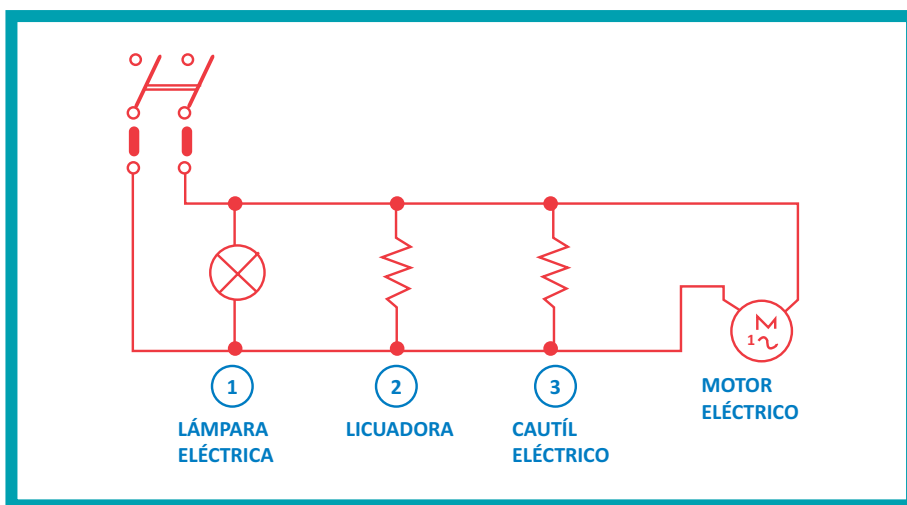 1
2
3
LÁMPARA
ELÉCTRICA
LICUADORA
CAUTÍL
ELÉCTRICO
M
1
MOTOR
ELÉCTRICO